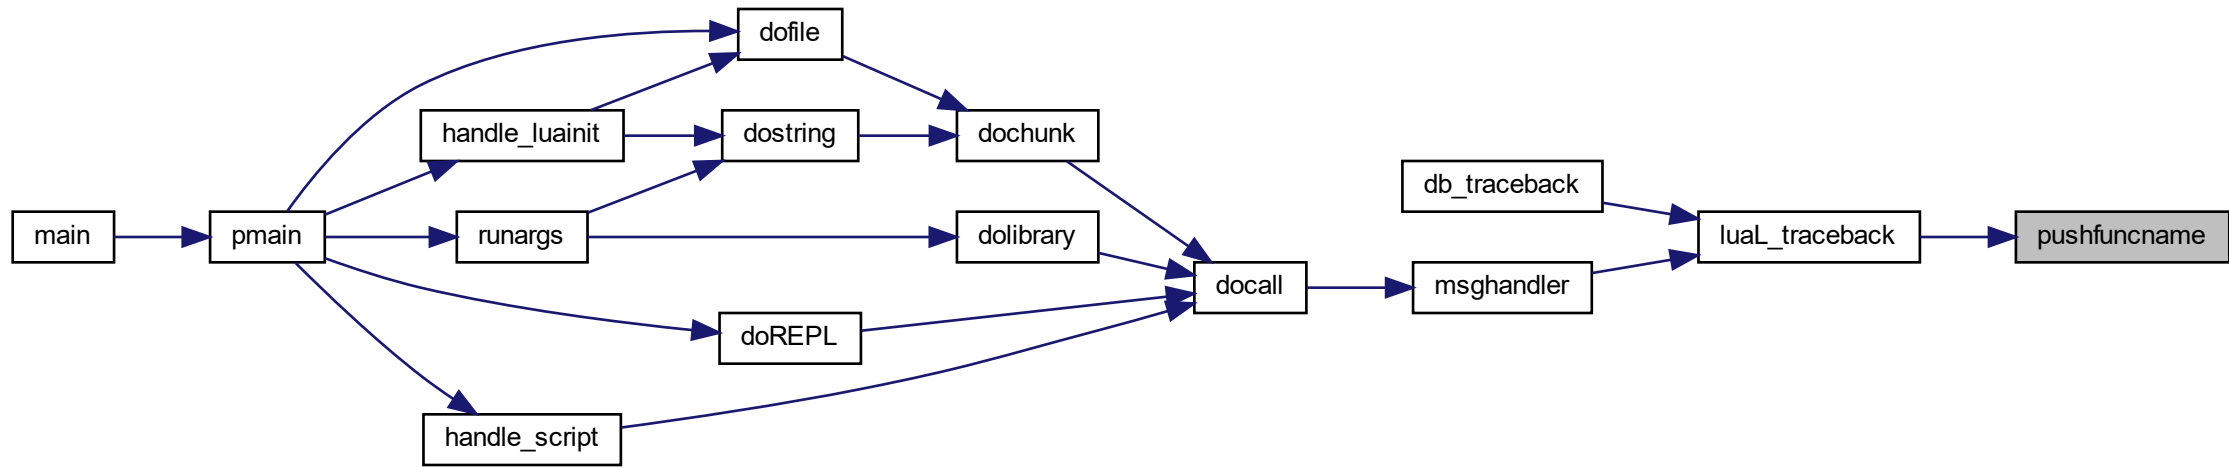 dofile
handle_luainit
dostring
dochunk
db_traceback
main
pmain
runargs
dolibrary
luaL_traceback
pushfuncname
docall
msghandler
doREPL
handle_script